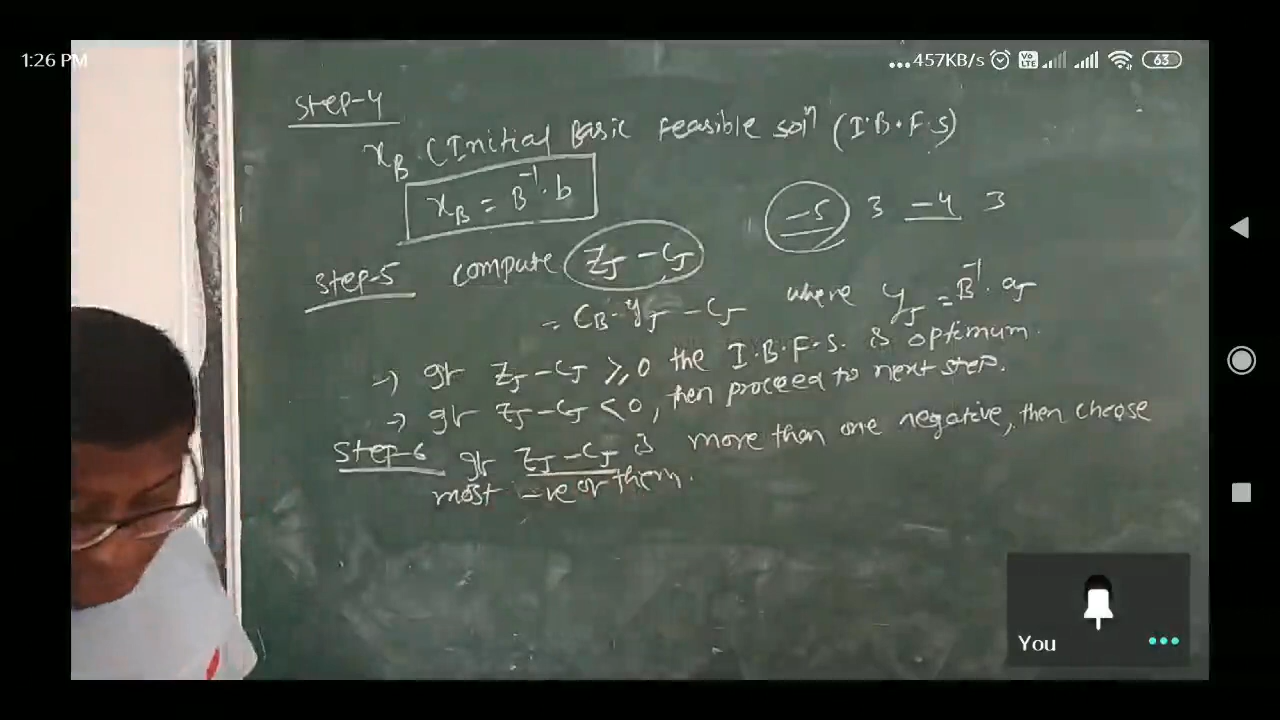 1:26 PM
...457KB/s Vo LTE 63
Step-4
xB (Initial Basic Feasible solⁿ (I.B.F.S)
xB = B⁻¹.b
-5 3 -4 3
Step-5 compute ZJ - CJ
= CB.yJ - CJ where yJ = B⁻¹.aJ
→ If ZJ - CJ ≥ 0 the I.B.F.S. is optimum.
→ If ZJ - CJ < 0, then proceed to next step.
Step-6 If ZJ - CJ is more than one negative, then choose
most -ve of them.
You